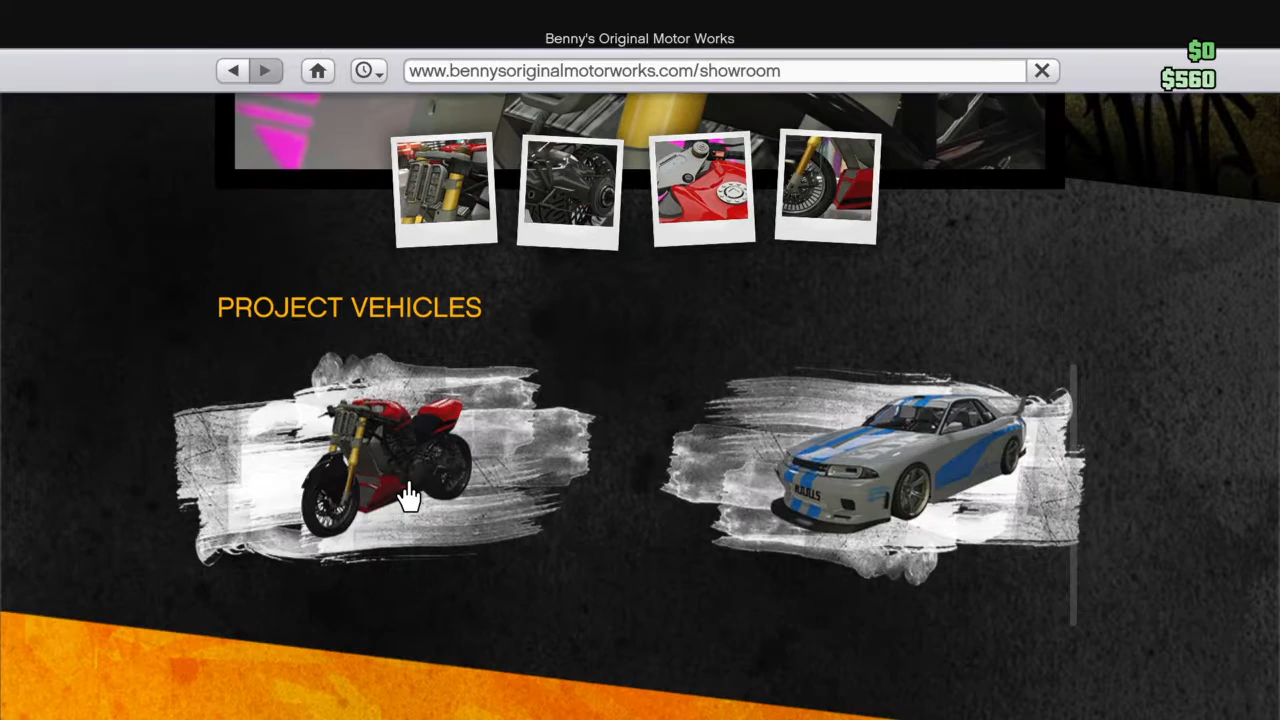 Benny's Original Motor Works
www.bennysoriginalmotorworks.com/showroom
$0
$560
PROJECT VEHICLES